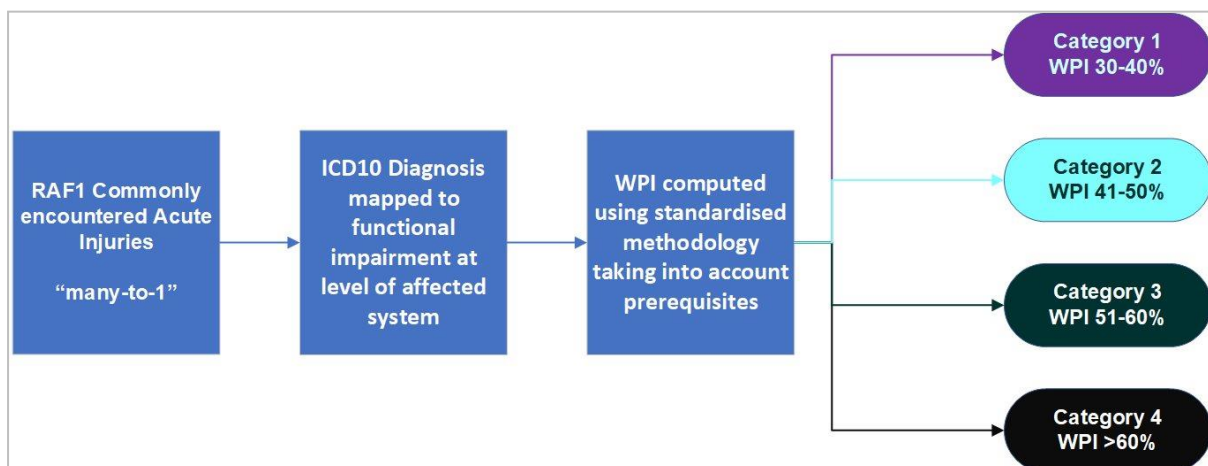 RAF1 Commonly
encountered Acute
Injuries
“many-to-1”
ICD10 Diagnosis
mapped to
functional
impairment at
level of affected
system
WPI computed
using standardised
methodology
taking into account
prerequisites
Category 1
WPI 30-40%
Category 2
WPI 41-50%
Category 3
WPI 51-60%
Category 4
WPI >60%